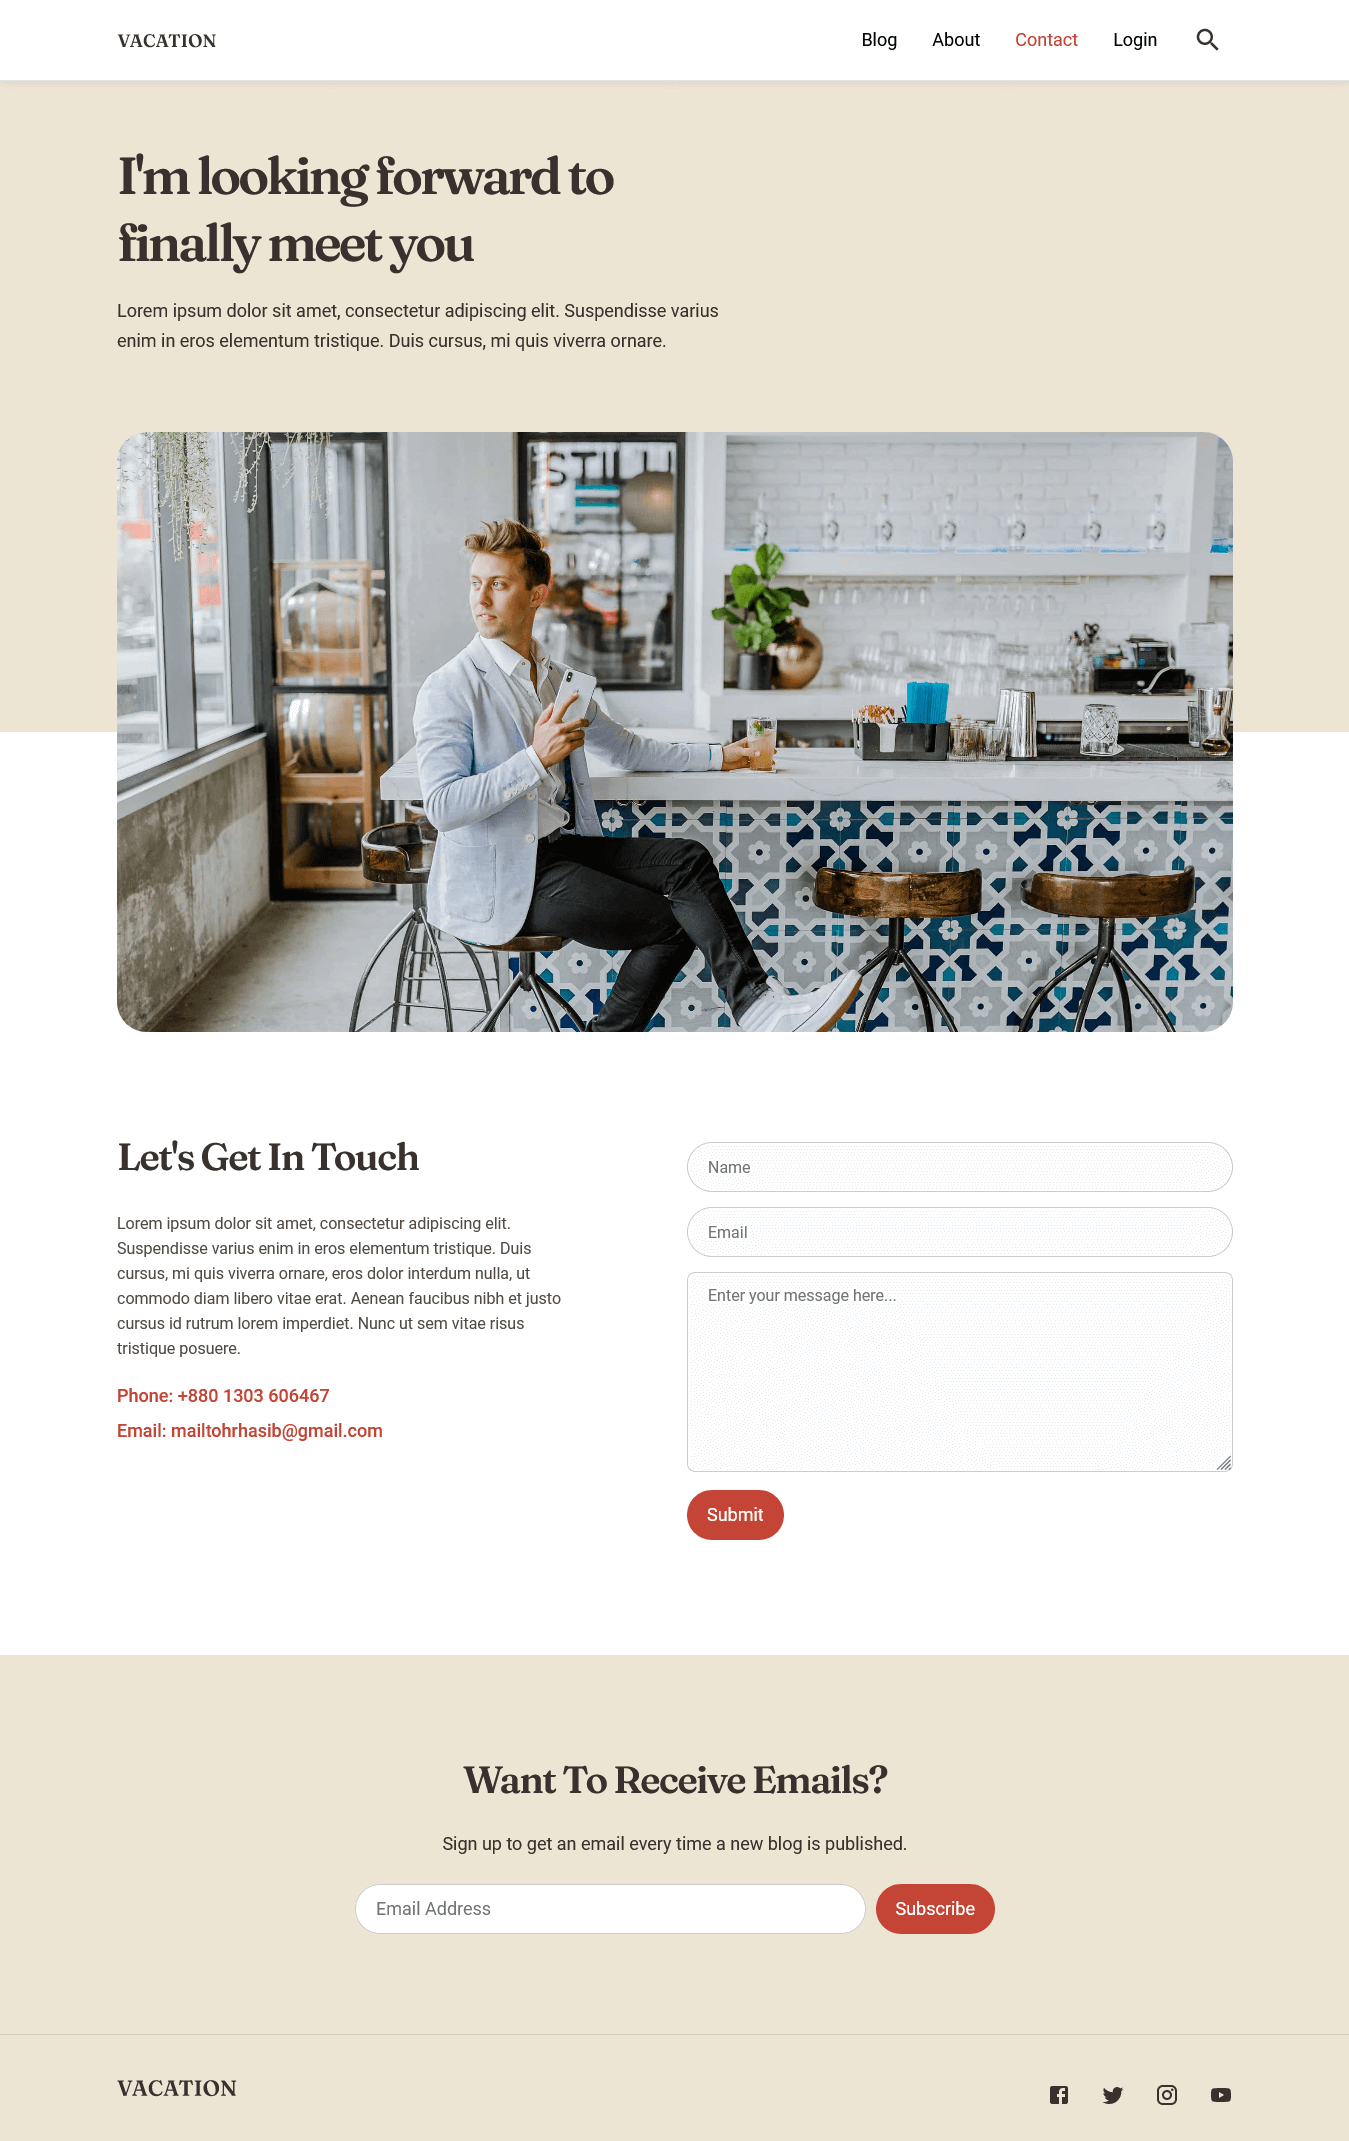 VACATION
Blog About Contact Login
I'm looking forward to
finally meet you
Lorem ipsum dolor sit amet, consectetur adipiscing elit. Suspendisse varius
enim in eros elementum tristique. Duis cursus, mi quis viverra ornare.
STILL
Let's Get In Touch
Lorem ipsum dolor sit amet, consectetur adipiscing elit.
Suspendisse varius enim in eros elementum tristique. Duis
cursus, mi quis viverra ornare, eros dolor interdum nulla, ut
commodo diam libero vitae erat. Aenean faucibus nibh et justo
cursus id rutrum lorem imperdiet. Nunc ut sem vitae risus
tristique posuere.
Phone: +880 1303 606467
Email: mailtohrhasib@gmail.com
Name
Email
Enter your message here...
Submit
Want To Receive Emails?
Sign up to get an email every time a new blog is published.
Email Address
Subscribe
VACATION